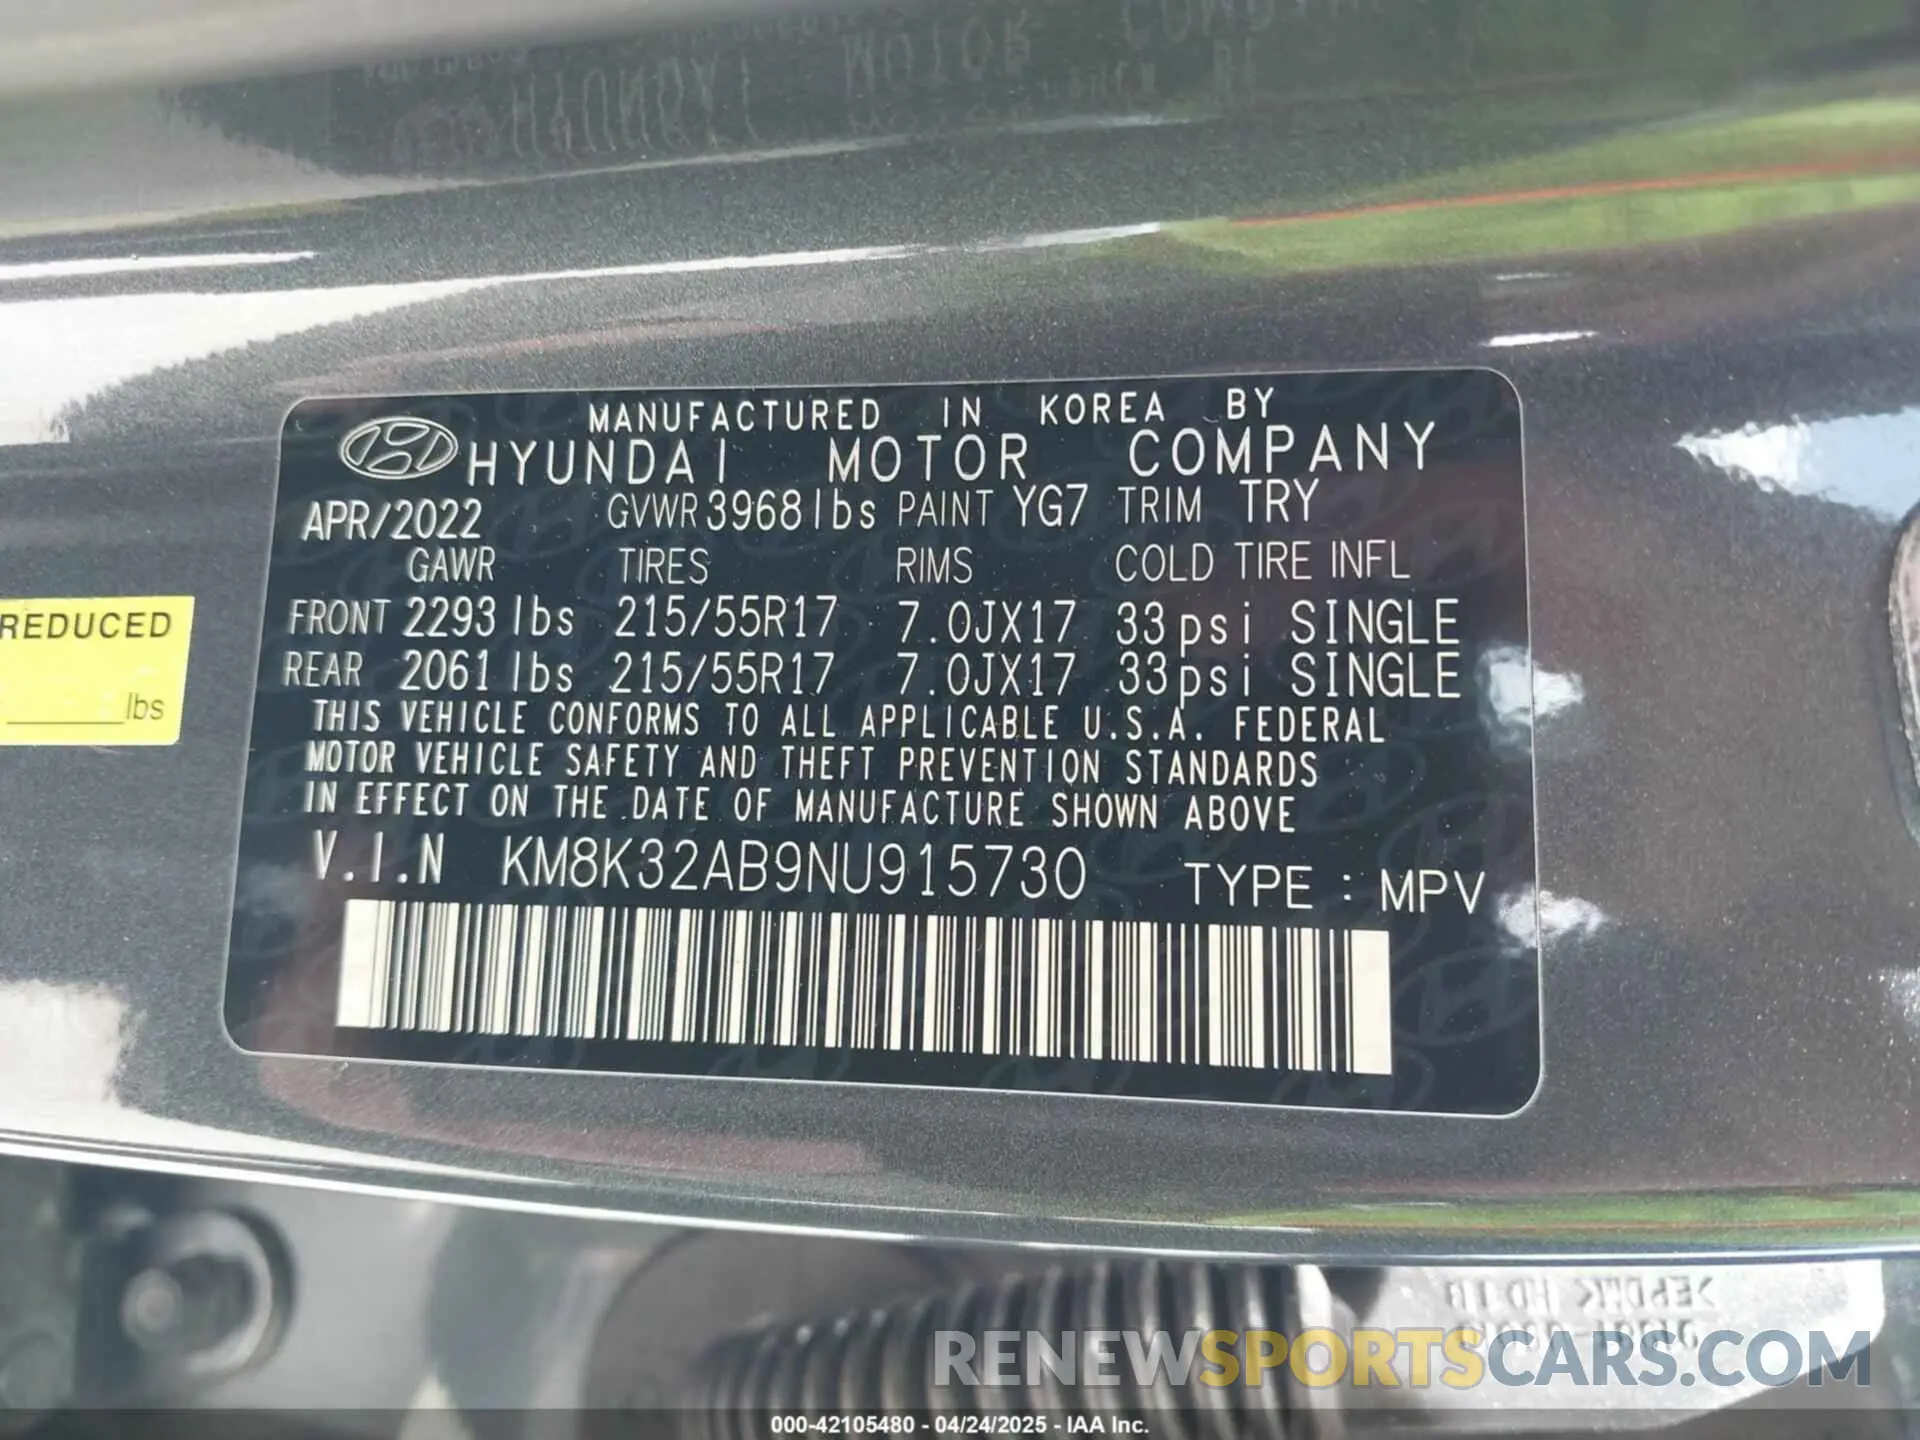 MANUFACTURED IN KOREA BY
HYUNDAI MOTOR COMPANY
APR/2022 GVWR 3968 lbs PAINT YG7 TRIM TRY
GAWR TIRES RIMS COLD TIRE INFL
FRONT 2293 lbs 215/55R17 7.0JX17 33psi SINGLE
REAR 2061 lbs 215/55R17 7.0JX17 33psi SINGLE
THIS VEHICLE CONFORMS TO ALL APPLICABLE U.S.A. FEDERAL
MOTOR VEHICLE SAFETY AND THEFT PREVENTION STANDARDS
IN EFFECT ON THE DATE OF MANUFACTURE SHOWN ABOVE
V.I.N KM8K32AB9NU915730 TYPE : MPV
REDUCED
lbs
>EPDMK HD IB
RENEWSPORTSCARS.COM
000-42105480 - 04/24/2025 - IAA Inc.